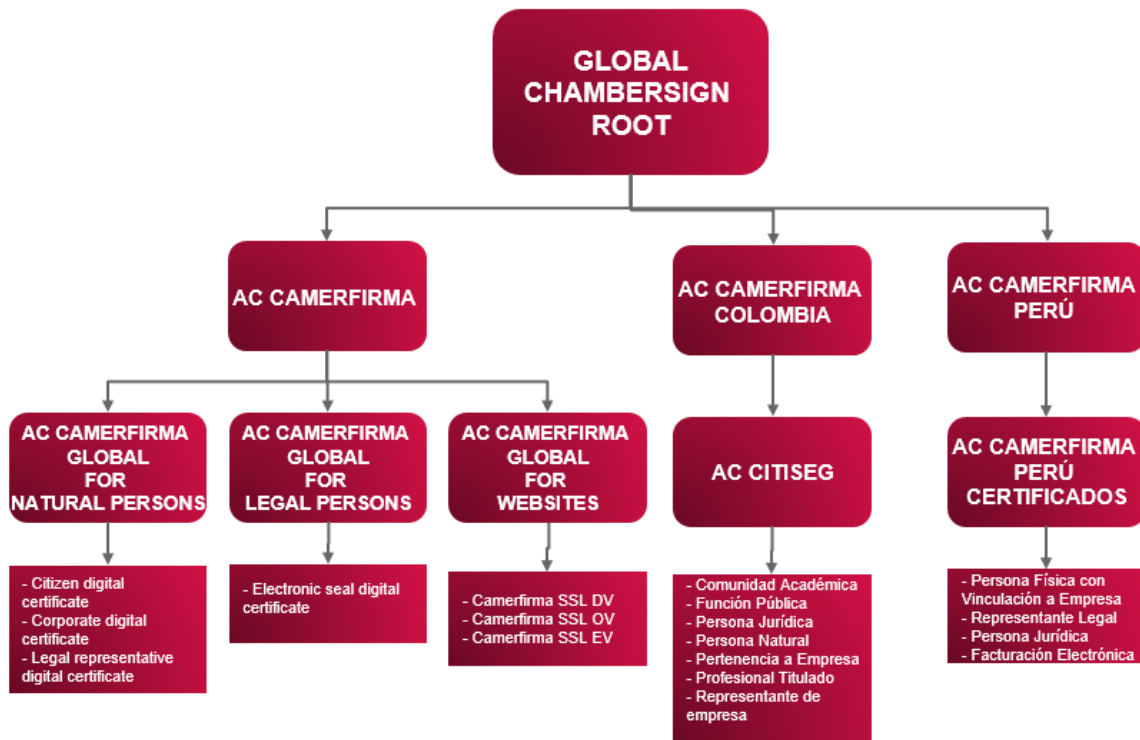 GLOBAL
CHAMBERSIGN
ROOT
AC CAMERFIRMA
AC CAMERFIRMA
COLOMBIA
AC CAMERFIRMA
PERÚ
AC CAMERFIRMA
GLOBAL
FOR
NATURAL PERSONS
AC CAMERFIRMA
GLOBAL
FOR
LEGAL PERSONS
AC CAMERFIRMA
GLOBAL
FOR
WEBSITES
AC CITISEG
AC CAMERFIRMA
PERÚ
CERTIFICADOS
- Citizen digital
certificate
- Corporate digital
certificate
- Legal representative
digital certificate
- Electronic seal digital
certificate
- Camerfirma SSL DV
- Camerfirma SSL OV
- Camerfirma SSL EV
- Comunidad Académica
- Función Pública
- Persona Jurídica
- Persona Natural
- Pertenencia a Empresa
- Profesional Titulado
- Representante de
empresa
- Persona Física con
Vinculación a Empresa
- Representante Legal
- Persona Jurídica
- Facturación Electrónica